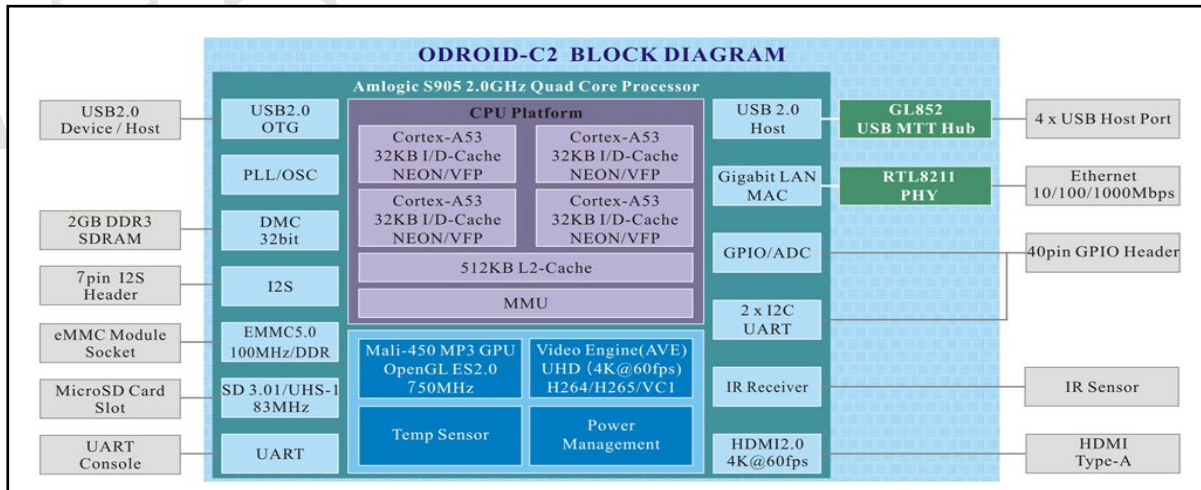 ODROID-C2 BLOCK DIAGRAM
Amlogic S905 2.0GHz Quad Core Processor
USB2.0
Device / Host
2GB DDR3
SDRAM
7pin I2S
Header
eMMC Module
Socket
MicroSD Card
Slot
UART
Console
USB2.0
OTG
PLL/OSC
DMC
32bit
I2S
EMMC5.0
100MHz/DDR
SD 3.01/UHS-1
83MHz
UART
CPU Platform
Cortex-A53
32KB I/D-Cache
NEON/VFP
Cortex-A53
32KB I/D-Cache
NEON/VFP
Cortex-A53
32KB I/D-Cache
NEON/VFP
Cortex-A53
32KB I/D-Cache
NEON/VFP
512KB L2-Cache
MMU
Mali-450 MP3 GPU
OpenGL ES2.0
750MHz
Video Engine(AVE)
UHD (4K@60fps)
H264/H265/VC1
Temp Sensor
Power
Management
USB 2.0
Host
Gigabit LAN
MAC
GPIO/ADC
2 x I2C
UART
IR Receiver
HDMI2.0
4K@60fps
GL852
USB MTT Hub
RTL8211
PHY
4 x USB Host Port
Ethernet
10/100/1000Mbps
40pin GPIO Header
IR Sensor
HDMI
Type-A